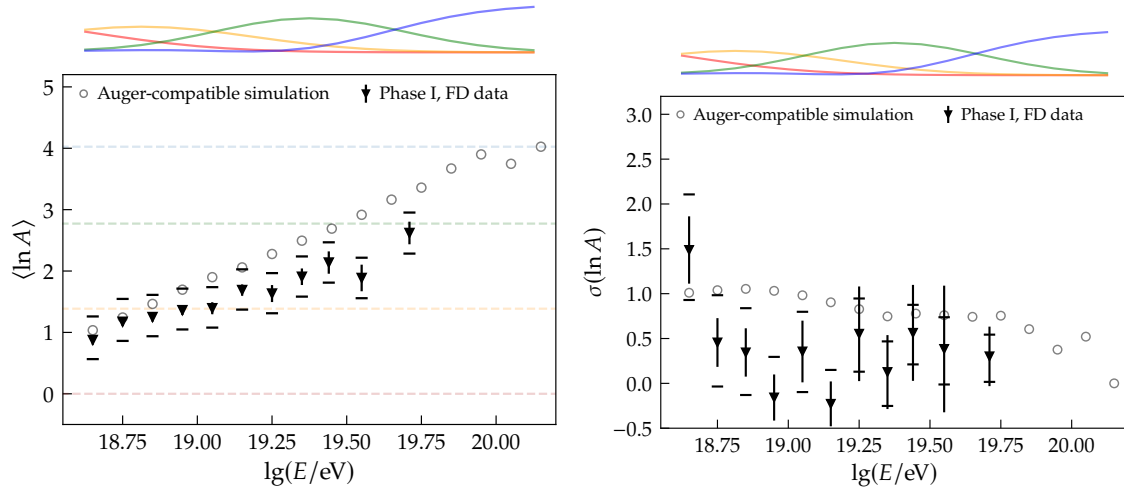 5
4
3
2
1
0
⟨ln A⟩
Auger-compatible simulation
Phase I, FD data
18.75 19.00 19.25 19.50 19.75 20.00
lg(E/eV)
3.0
2.5
2.0
1.5
1.0
0.5
0.0
−0.5
σ(ln A)
Auger-compatible simulation
Phase I, FD data
18.75 19.00 19.25 19.50 19.75 20.00
lg(E/eV)